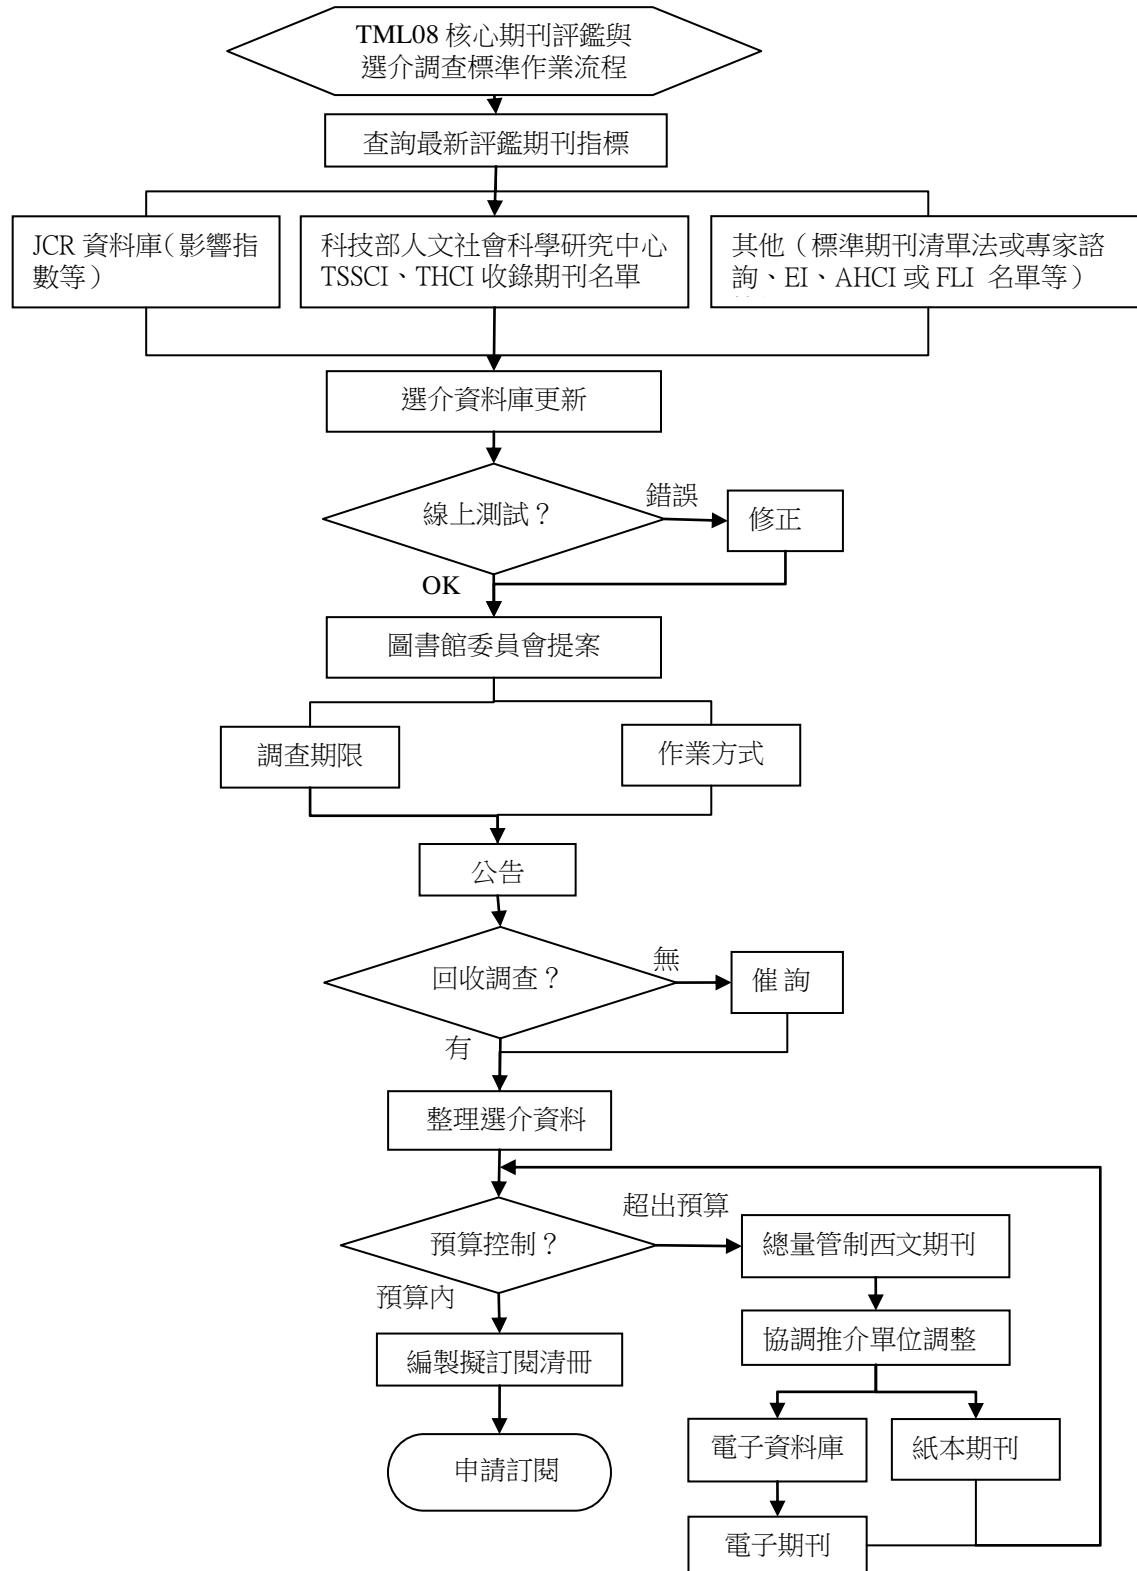 TML08 核心期刊評鑑與
選介調查標準作業流程
查詢最新評鑑期刊指標
JCR 資料庫（影響指
數等）
科技部人文社會科學研究中心
TSSCI、THCI 收錄期刊名單
其他（標準期刊清單法或專家諮
詢、EI、AHCI 或 FLI 名單等）
選介資料庫更新
線上測試？
錯誤
修正
OK
圖書館委員會提案
調查期限
作業方式
公告
回收調查？
無
催 詢
有
整理選介資料
預算控制？
超出預算
總量管制西文期刊
預算內
協調推介單位調整
編製擬訂閱清冊
電子資料庫
紙本期刊
申請訂閱
電子期刊